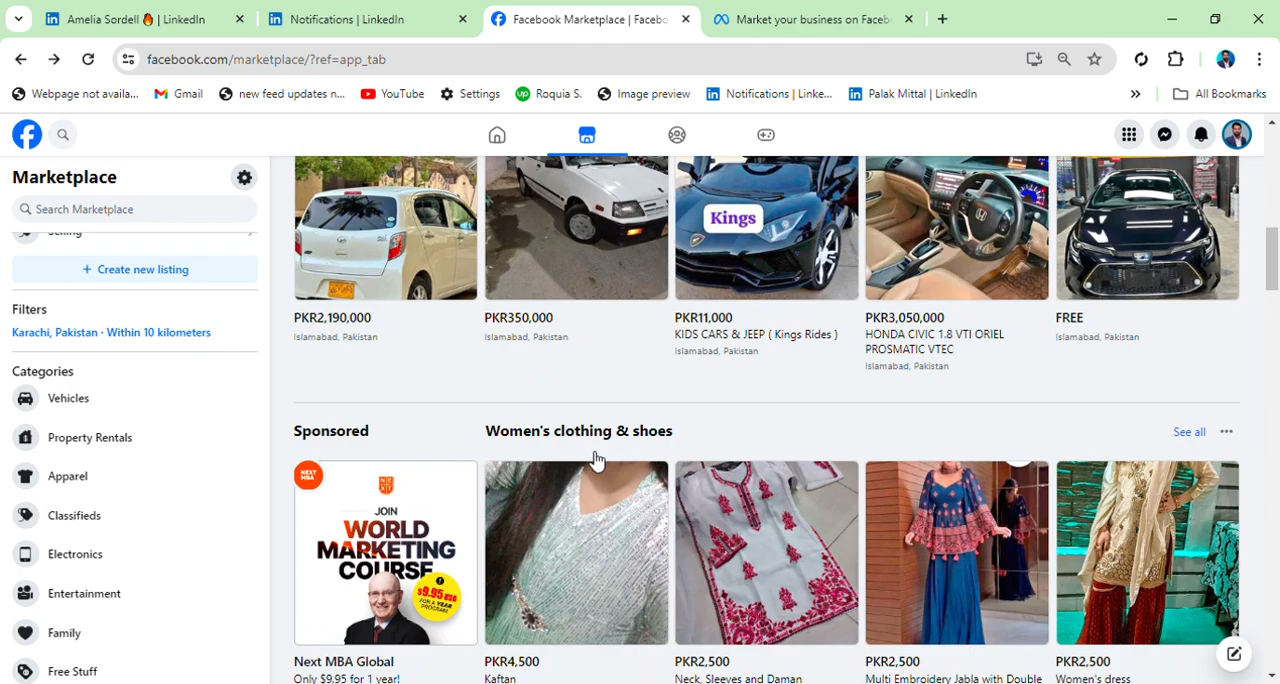 Amelia Sordell 🔥 | LinkedIn
Notifications | LinkedIn
Facebook Marketplace | Facebo
Market your business on Faceb
facebook.com/marketplace/?ref=app_tab
Webpage not availa...
Gmail
new feed updates n...
YouTube
Settings
Roquia S.
Image preview
Notifications | Linke...
Palak Mittal | LinkedIn
All Bookmarks
Marketplace
Search Marketplace
Selling
+ Create new listing
Filters
Karachi, Pakistan · Within 10 kilometers
Categories
Vehicles
Property Rentals
Apparel
Classifieds
Electronics
Entertainment
Family
Free Stuff
Kings
PKR2,190,000
Islamabad, Pakistan
PKR350,000
Islamabad, Pakistan
PKR11,000
KIDS CARS & JEEP ( Kings Rides )
Islamabad, Pakistan
PKR3,050,000
HONDA CIVIC 1.8 VTI ORIEL
PROSMATIC VTEC
Islamabad, Pakistan
FREE
Islamabad, Pakistan
Sponsored
Women's clothing & shoes
See all
NEXT
MBA
JOIN
WORLD
MARKETING
COURSE
$9.95 USD
FOR A YEAR
PROGRAM
Next MBA Global
Only $9.95 for 1 year!
PKR4,500
Kaftan
PKR2,500
Neck, Sleeves and Daman
PKR2,500
Multi Embroidery Jabla with Double
PKR2,500
Women's dress